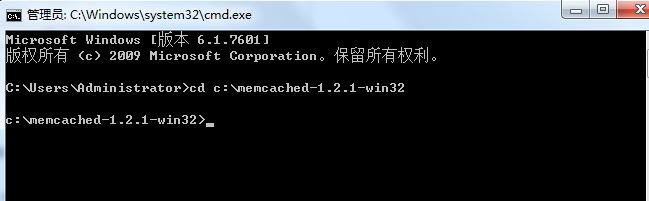 管理员: C:\Windows\system32\cmd.exe
Microsoft Windows [版本 6.1.7601]
版权所有 (c) 2009 Microsoft Corporation。保留所有权利。
C:\Users\Administrator>cd c:\memcached-1.2.1-win32
c:\memcached-1.2.1-win32>